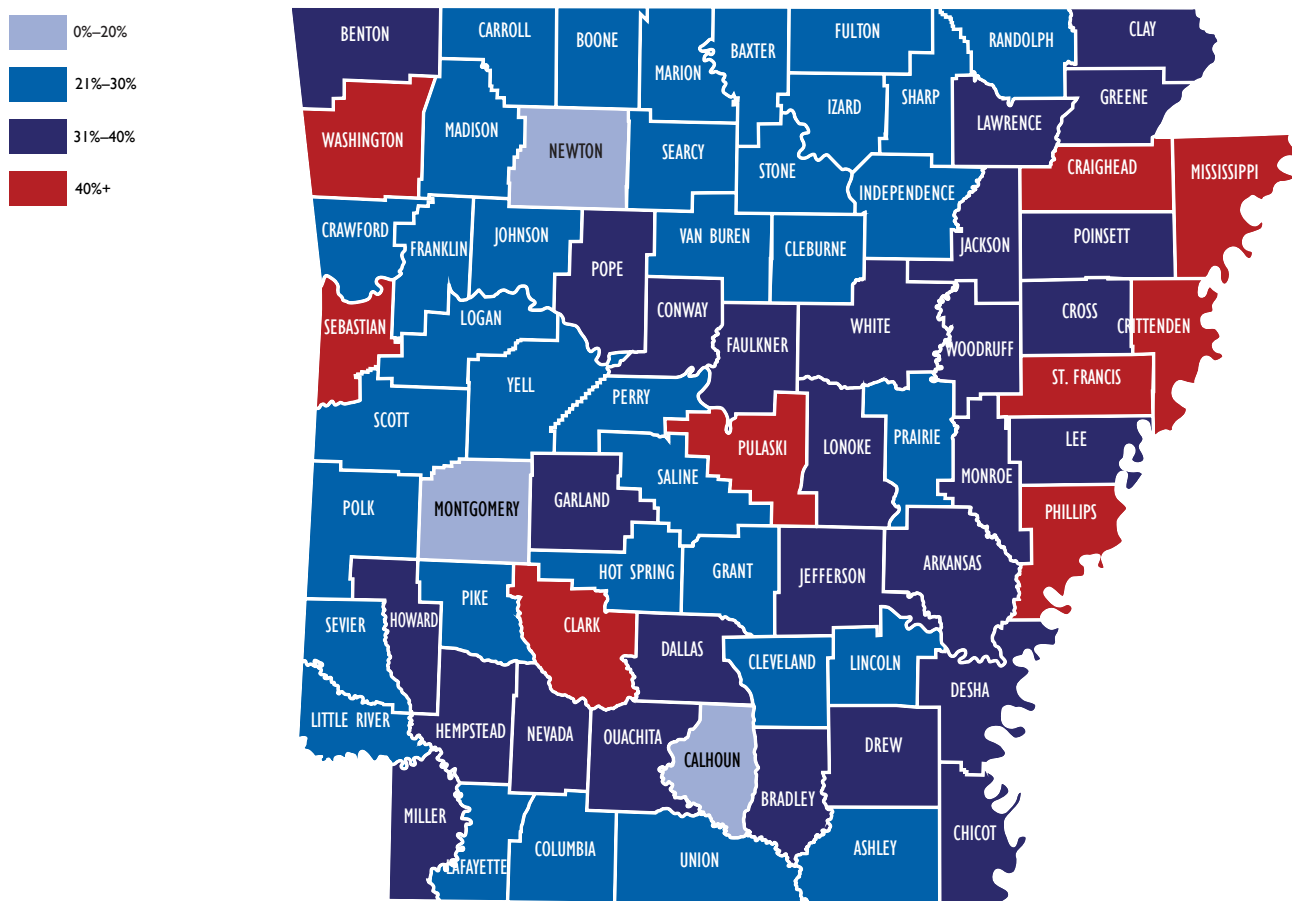 0%–20%
21%–30%
31%–40%
40%+
BENTON
CARROLL
BOONE
MARION
BAXTER
FULTON
RANDOLPH
CLAY
WASHINGTON
MADISON
NEWTON
SEARCY
STONE
IZARD
SHARP
LAWRENCE
GREENE
CRAIGHEAD
MISSISSIPPI
INDEPENDENCE
CRAWFORD
FRANKLIN
JOHNSON
POPE
VAN BUREN
CLEBURNE
JACKSON
POINSETT
SEBASTIAN
LOGAN
CONWAY
FAULKNER
WHITE
WOODRUFF
CROSS
CRITTENDEN
SCOTT
YELL
PERRY
ST. FRANCIS
PULASKI
LONOKE
PRAIRIE
MONROE
LEE
POLK
MONTGOMERY
GARLAND
SALINE
PHILLIPS
HOT SPRING
GRANT
JEFFERSON
ARKANSAS
SEVIER
HOWARD
PIKE
CLARK
DALLAS
CLEVELAND
LINCOLN
DESHA
LITTLE RIVER
HEMPSTEAD
NEVADA
OUACHITA
CALHOUN
DREW
BRADLEY
MILLER
LAFAYETTE
COLUMBIA
UNION
ASHLEY
CHICOT